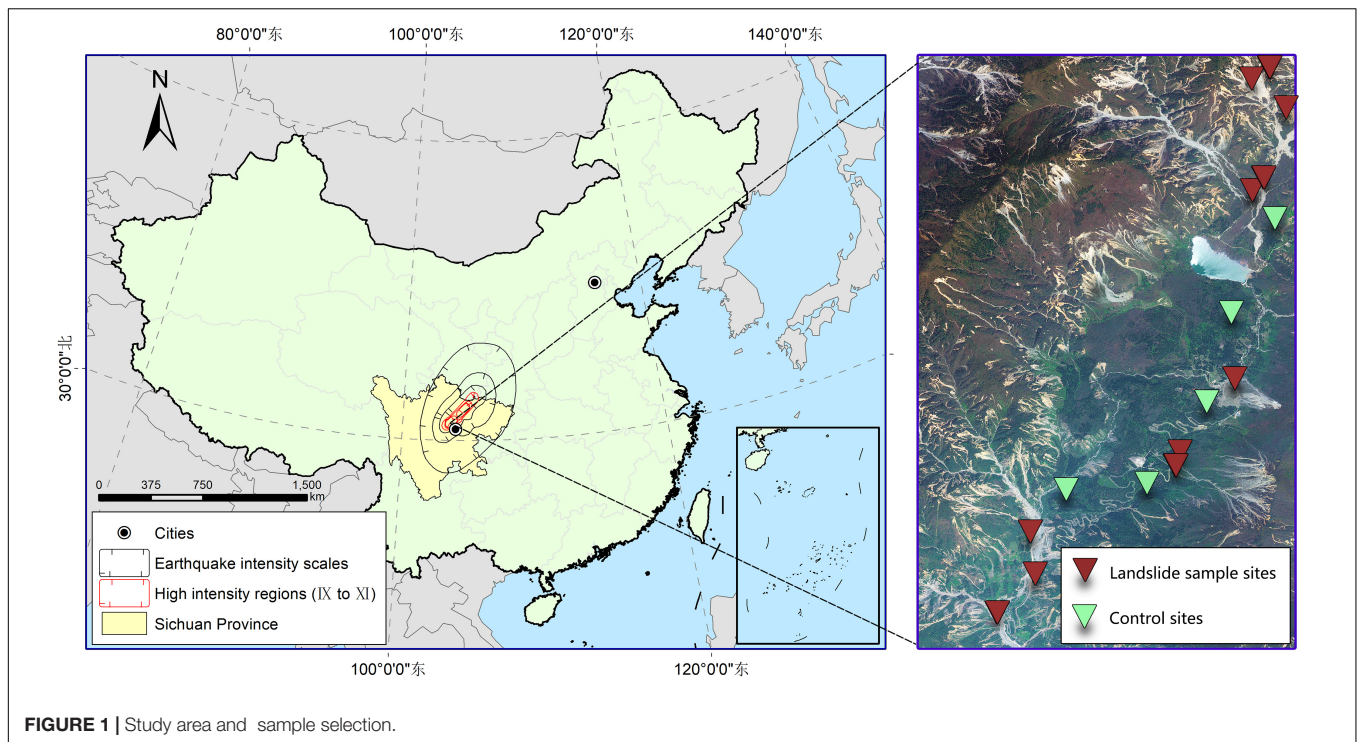 80°0'0"东 100°0'0"东 120°0'0"东 140°0'0"东
N
30°0'0"北
0 375 750 1,500
km
Cities
Earthquake intensity scales
High intensity regions (Ⅸ to Ⅺ)
Sichuan Province
100°0'0"东 120°0'0"东
Landslide sample sites
Control sites
FIGURE 1 | Study area and sample selection.